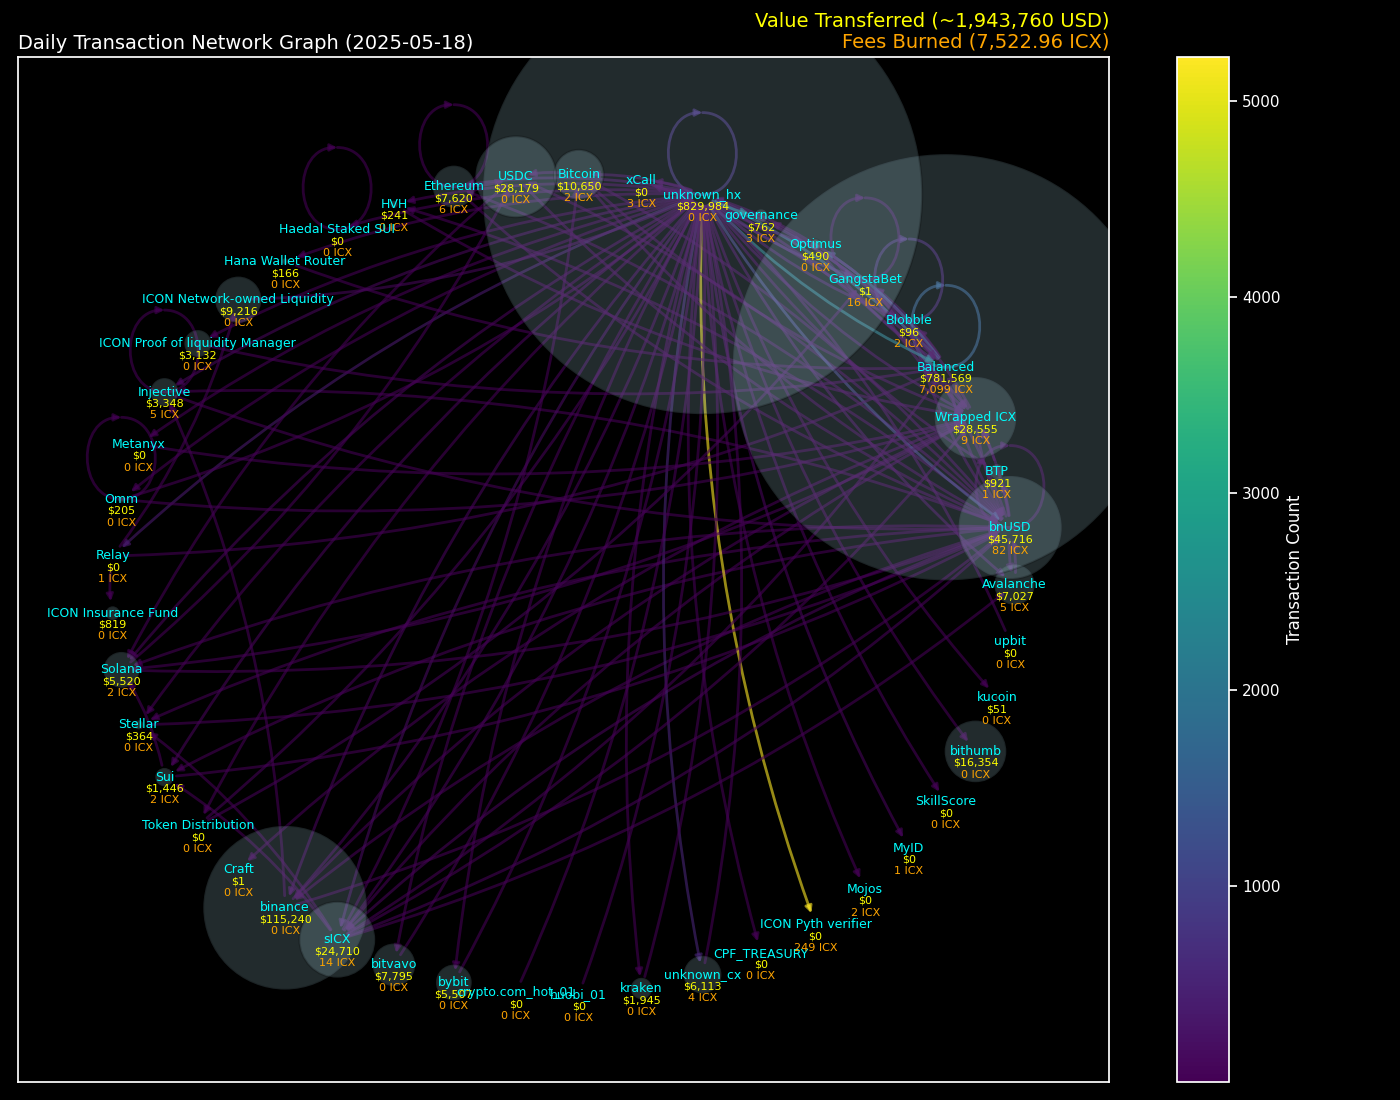 Value Transferred (~1,943,760 USD)
Daily Transaction Network Graph (2025-05-18)
Fees Burned (7,522.96 ICX)
USDC
$28,179
0 ICX
Bitcoin
$10,650
2 ICX
xCall
$0
3 ICX
Ethereum
$7,620
6 ICX
unknown_hx
$829,984
0 ICX
HVH
$241
0 ICX
governance
$762
3 ICX
Haedal Staked SUI
$0
0 ICX
Optimus
$490
0 ICX
Hana Wallet Router
$166
0 ICX
GangstaBet
$1
16 ICX
ICON Network-owned Liquidity
$9,216
0 ICX
Blobble
$96
2 ICX
ICON Proof of liquidity Manager
$3,132
0 ICX
Balanced
$781,569
7,099 ICX
Injective
$3,348
5 ICX
Wrapped ICX
$28,555
9 ICX
Metanyx
$0
0 ICX
BTP
$921
1 ICX
Omm
$205
0 ICX
bnUSD
$45,716
82 ICX
Relay
$0
1 ICX
Avalanche
$7,027
5 ICX
ICON Insurance Fund
$819
0 ICX
upbit
$0
0 ICX
Solana
$5,520
2 ICX
kucoin
$51
0 ICX
Stellar
$364
0 ICX
bithumb
$16,354
0 ICX
Sui
$1,446
2 ICX
SkillScore
$0
0 ICX
Token Distribution
$0
0 ICX
MyID
$0
1 ICX
Craft
$1
0 ICX
Mojos
$0
2 ICX
binance
$115,240
0 ICX
ICON Pyth verifier
$0
249 ICX
sICX
$24,710
14 ICX
CPF_TREASURY
$0
0 ICX
bitvavo
$7,795
0 ICX
unknown_cx
$6,113
4 ICX
bybit
0 ICX
crypto.com_hot_01
$0
0 ICX
huobi_01
$0
0 ICX
kraken
$1,945
0 ICX
5000
4000
3000
2000
1000
Transaction Count